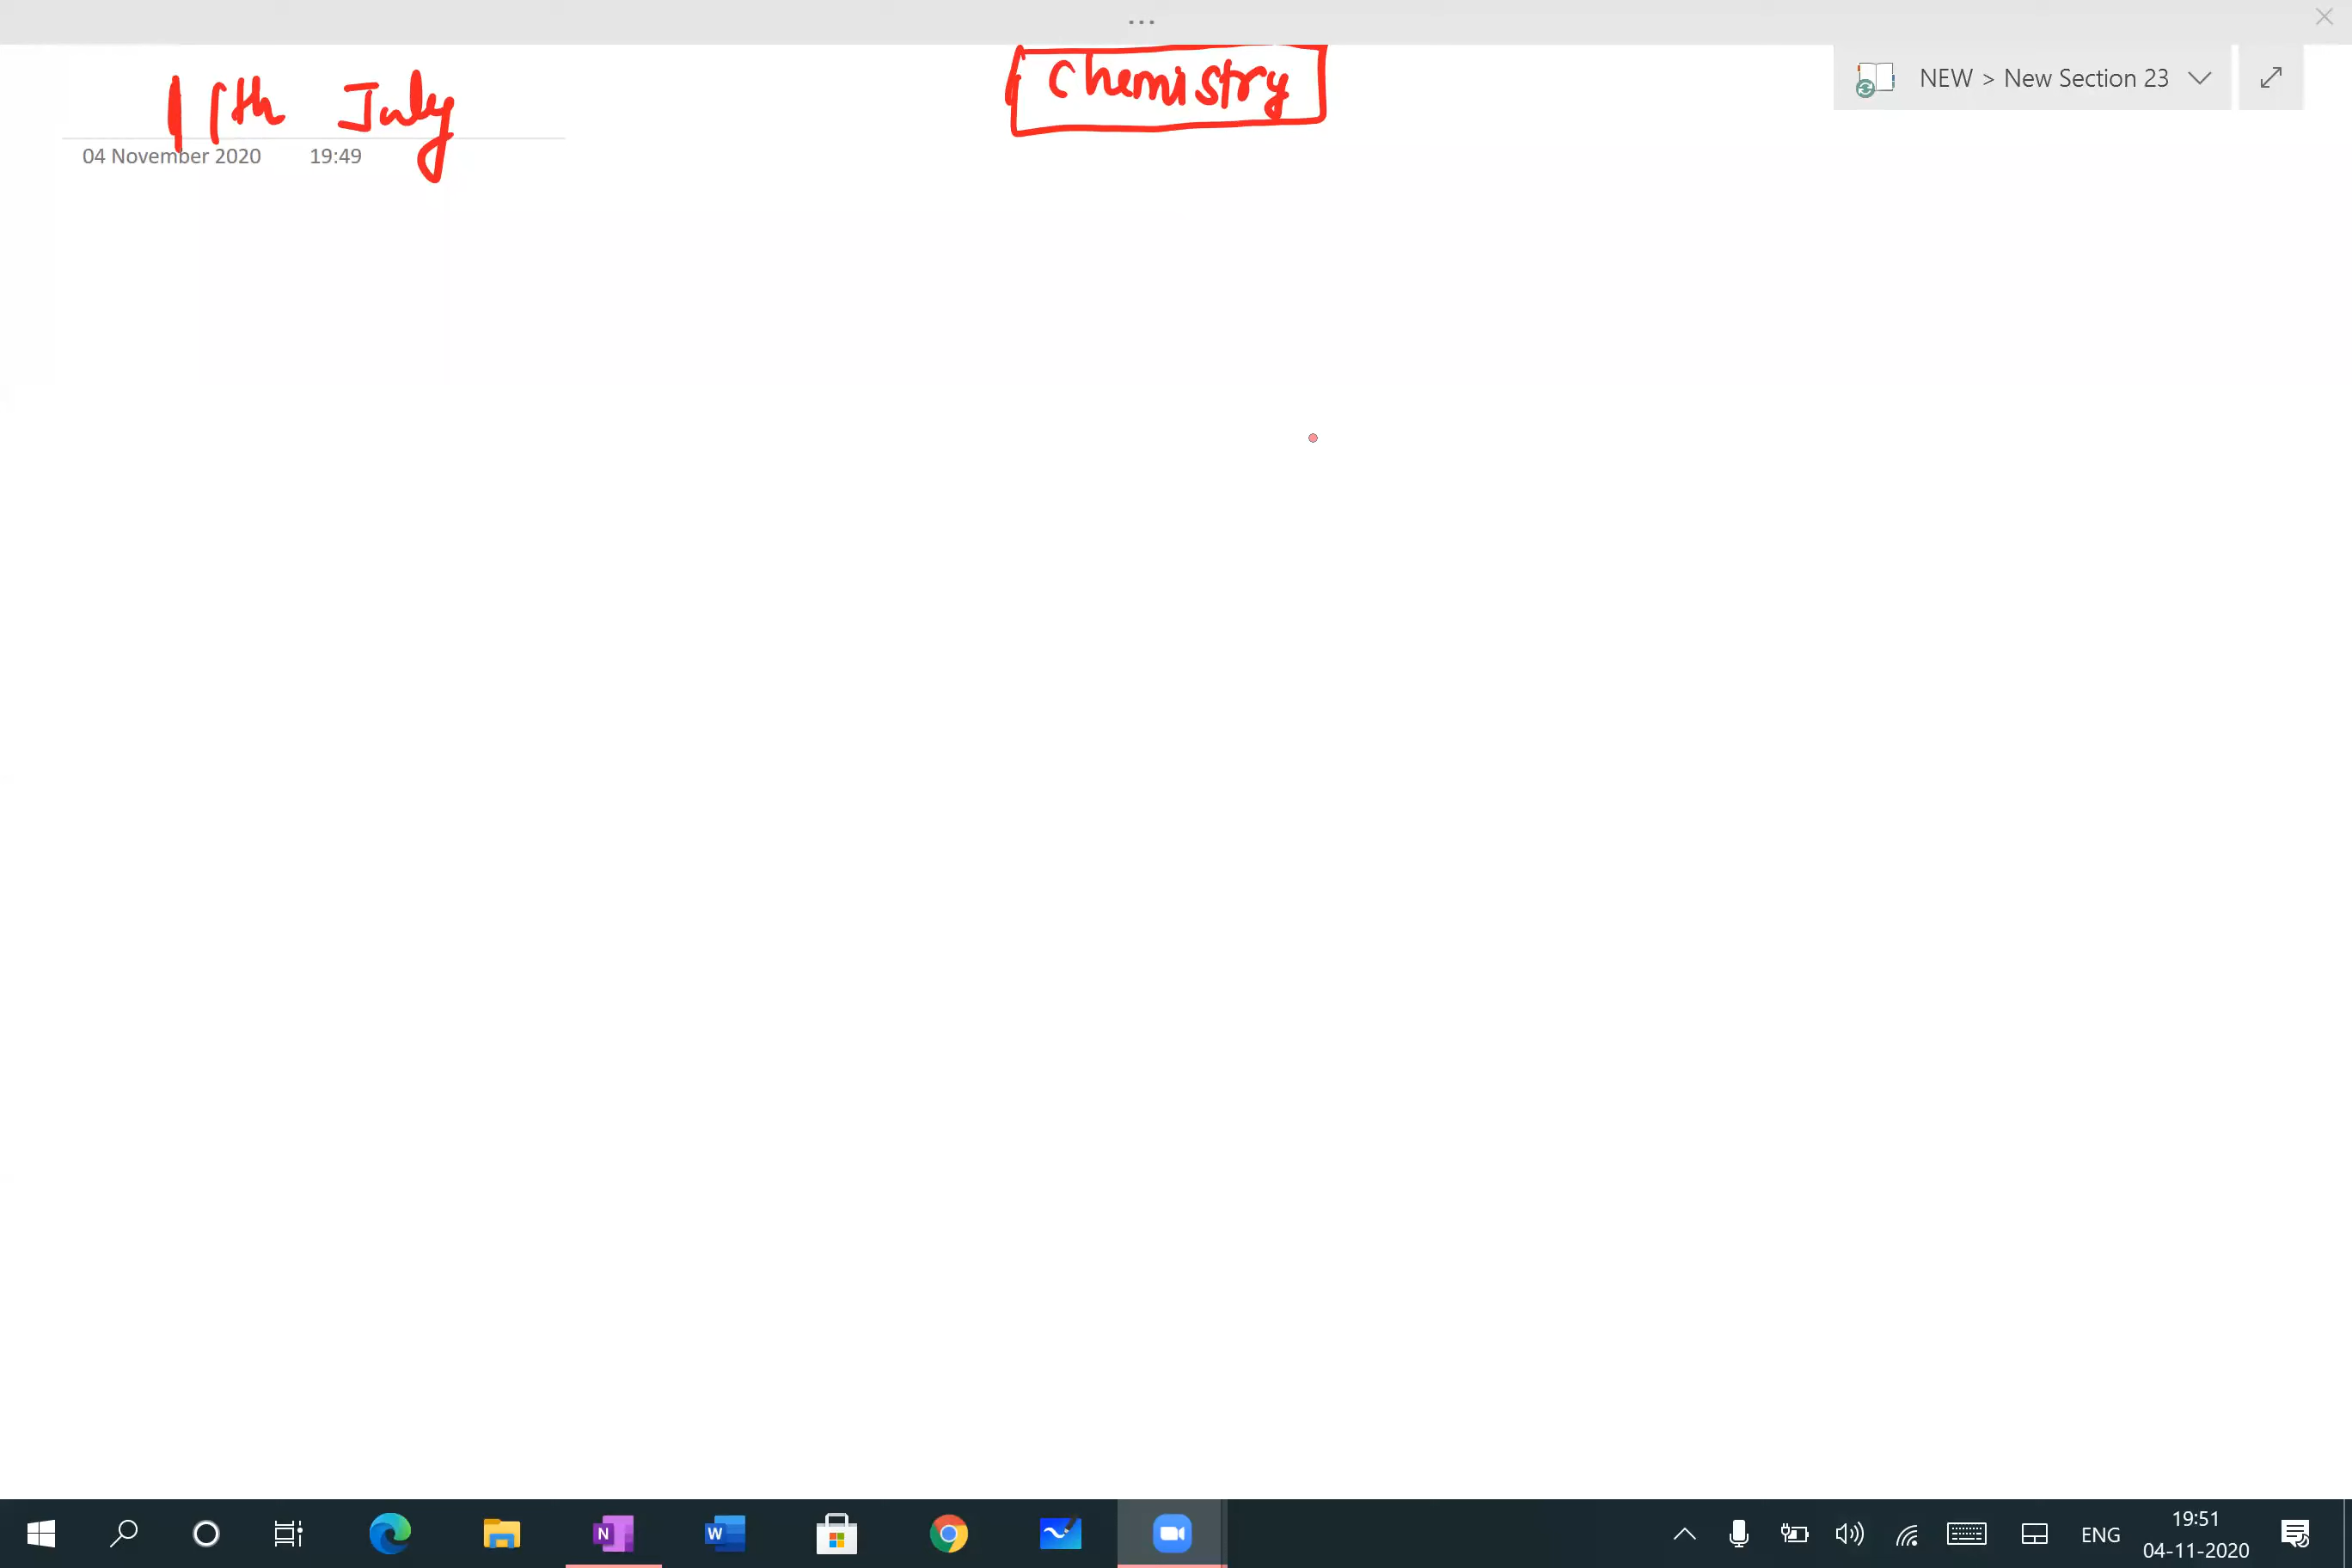 Chemistry
NEW > New Section 23
11th July
04 November 2020 19:49
ENG
19:51
04-11-2020